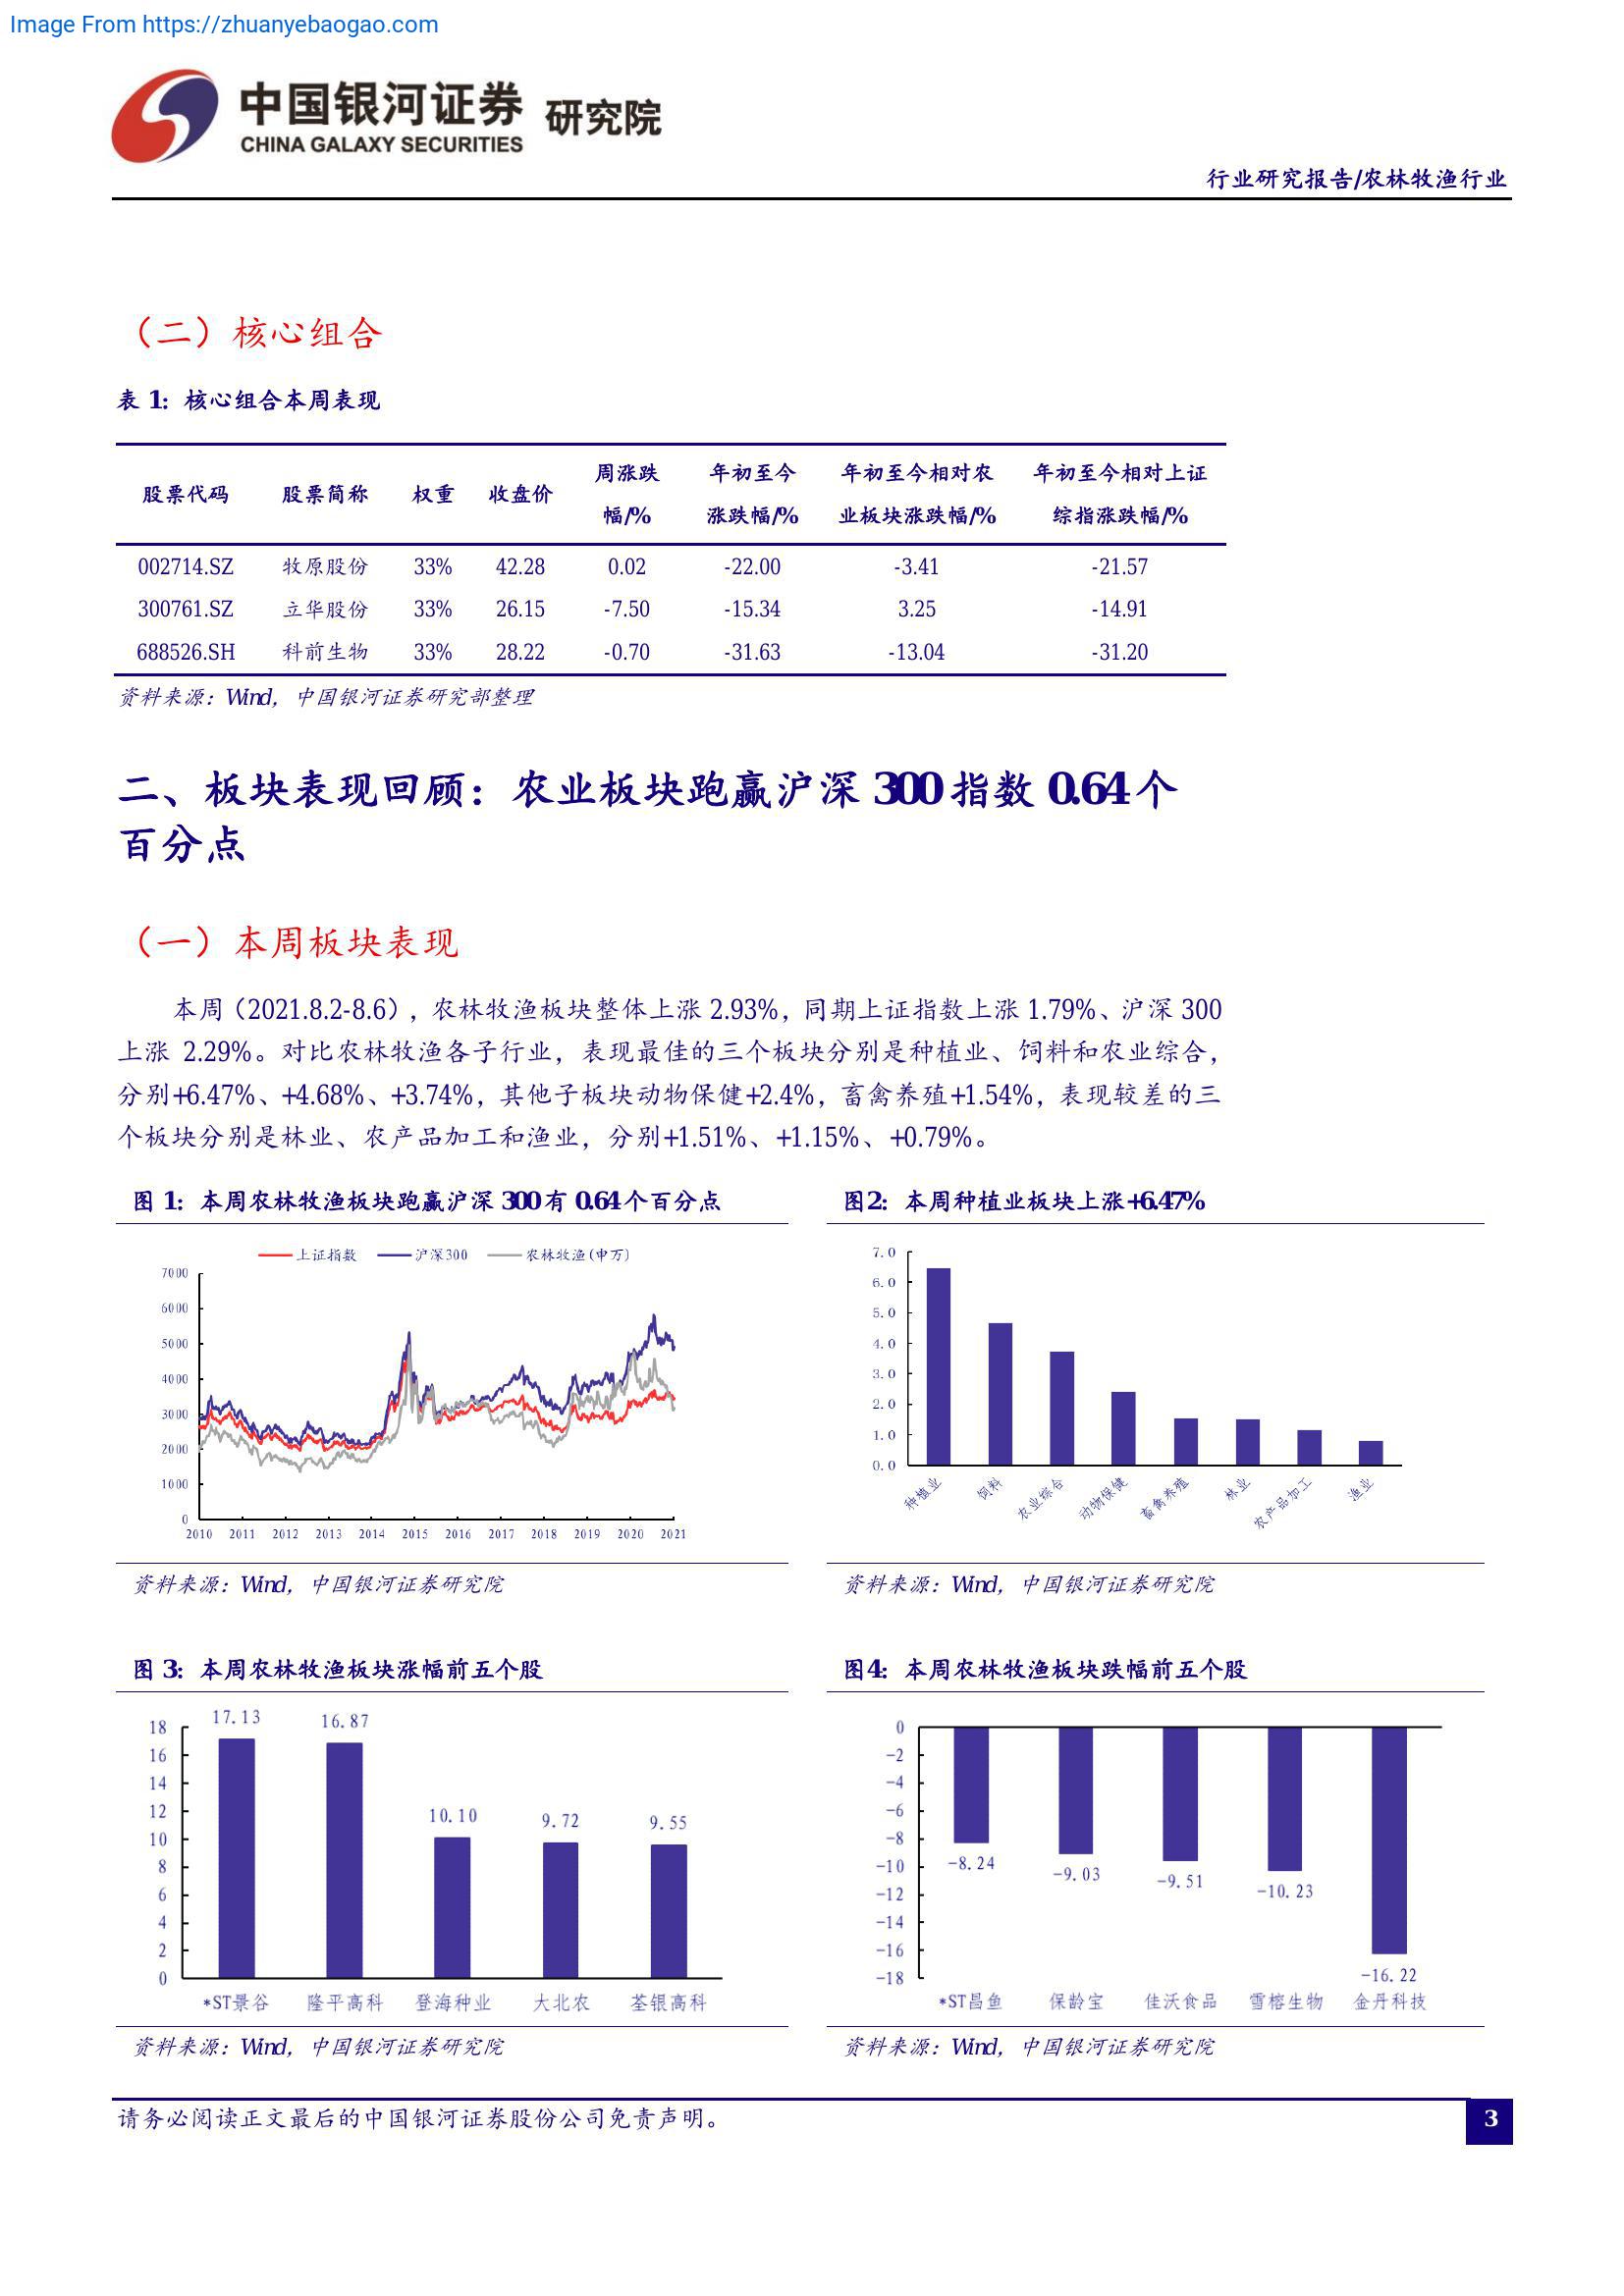 Image From https://zhuanyebaogao.com
中国银河证券 研究院
CHINA GALAXY SECURITIES
行业研究报告/农林牧渔行业
（二）核心组合
表 1: 核心组合本周表现
股票代码 股票简称 权重 收盘价 周涨跌幅/% 年初至今涨跌幅/% 年初至今相对农业板块涨跌幅/% 年初至今相对上证综指涨跌幅/%
002714.SZ 牧原股份 33% 42.28 0.02 -22.00 -3.41 -21.57
300761.SZ 立华股份 33% 26.15 -7.50 -15.34 3.25 -14.91
688526.SH 科前生物 33% 28.22 -0.70 -31.63 -13.04 -31.20
资料来源：Wind，中国银河证券研究部整理
二、板块表现回顾：农业板块跑赢沪深 300 指数 0.64 个
百分点
（一）本周板块表现
本周（2021.8.2-8.6），农林牧渔板块整体上涨 2.93%，同期上证指数上涨 1.79%、沪深 300
上涨 2.29%。对比农林牧渔各子行业，表现最佳的三个板块分别是种植业、饲料和农业综合，
分别+6.47%、+4.68%、+3.74%，其他子板块动物保健+2.4%，畜禽养殖+1.54%，表现较差的三
个板块分别是林业、农产品加工和渔业，分别+1.51%、+1.15%、+0.79%。
图 1: 本周农林牧渔板块跑赢沪深 300 有 0.64 个百分点
上证指数 沪深300 农林牧渔(申万)
7000
6000
5000
4000
3000
2000
1000
0
2010 2011 2012 2013 2014 2015 2016 2017 2018 2019 2020 2021
资料来源：Wind，中国银河证券研究院
图2: 本周种植业板块上涨+6.47%
7.0
6.0
5.0
4.0
3.0
2.0
1.0
0.0
种植业 饲料 农业综合 动物保健 畜禽养殖 林业 农产品加工 渔业
资料来源：Wind，中国银河证券研究院
图 3: 本周农林牧渔板块涨幅前五个股
18
16
14
12
10
8
6
4
2
0
17.13 16.87 10.10 9.72 9.55
*ST景谷 隆平高科 登海种业 大北农 荃银高科
资料来源：Wind，中国银河证券研究院
图4: 本周农林牧渔板块跌幅前五个股
0
-2
-4
-6
-8
-10
-12
-14
-16
-18
-8.24 -9.03 -9.51 -10.23 -16.22
*ST昌鱼 保龄宝 佳沃食品 雪榕生物 金丹科技
资料来源：Wind，中国银河证券研究院
请务必阅读正文最后的中国银河证券股份公司免责声明。
3